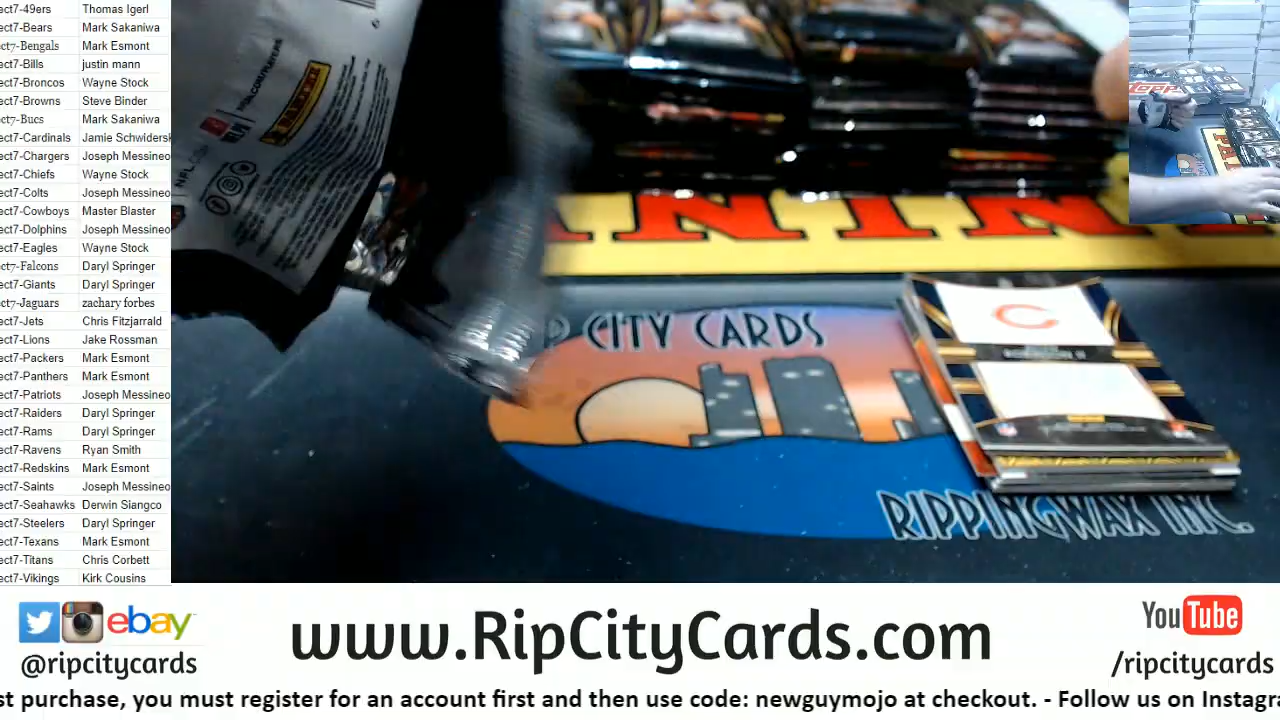 ect7-49ers Thomas Igerl
ect7-Bears Mark Sakaniwa
ect7-Bengals Mark Esmont
ect7-Bills justin mann
ect7-Broncos Wayne Stock
ect7-Browns Steve Binder
ect7-Bucs Mark Sakaniwa
ect7-Cardinals Jamie Schwidersk
ect7-Chargers Joseph Messineo
ect7-Chiefs Wayne Stock
ect7-Colts Joseph Messineo
ect7-Cowboys Master Blaster
ect7-Dolphins Joseph Messineo
ect7-Eagles Wayne Stock
ect7-Falcons Daryl Springer
ect7-Giants Daryl Springer
ect7-Jaguars zachary forbes
ect7-Jets Chris Fitzjarrald
ect7-Lions Jake Rossman
ect7-Packers Mark Esmont
ect7-Panthers Mark Esmont
ect7-Patriots Joseph Messineo
ect7-Raiders Daryl Springer
ect7-Rams Daryl Springer
ect7-Ravens Ryan Smith
ect7-Redskins Mark Esmont
ect7-Saints Joseph Messineo
ect7-Seahawks Derwin Siangco
ect7-Steelers Daryl Springer
ect7-Texans Mark Esmont
ect7-Titans Chris Corbett
ect7-Vikings Kirk Cousins
PANINI
NINI
P CITY CARDS
RIPPINGWAX INC.
ebay
@ripcitycards
www.RipCityCards.com
YouTube
/ripcitycards
st purchase, you must register for an account first and then use code: newguymojo at checkout. - Follow us on Instagra